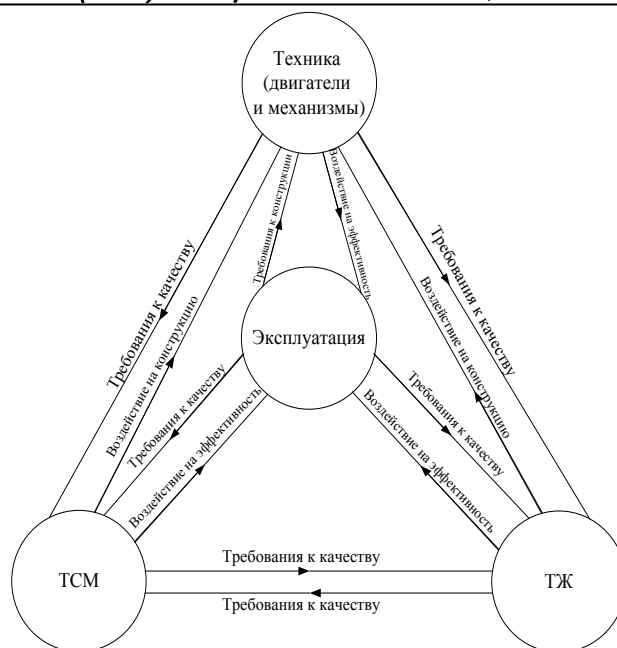 Техника
(двигатели
и механизмы)
Требования к качеству
Воздействие на конструкцию
Требования к конструкции
Воздействие на эффективность
Воздействие на конструкцию
Требования к качеству
Эксплуатация
Требования к качеству
Воздействие на эффективность
Требования к качеству
Воздействие на эффективность
ТСМ
Требования к качеству
Требования к качеству
ТЖ